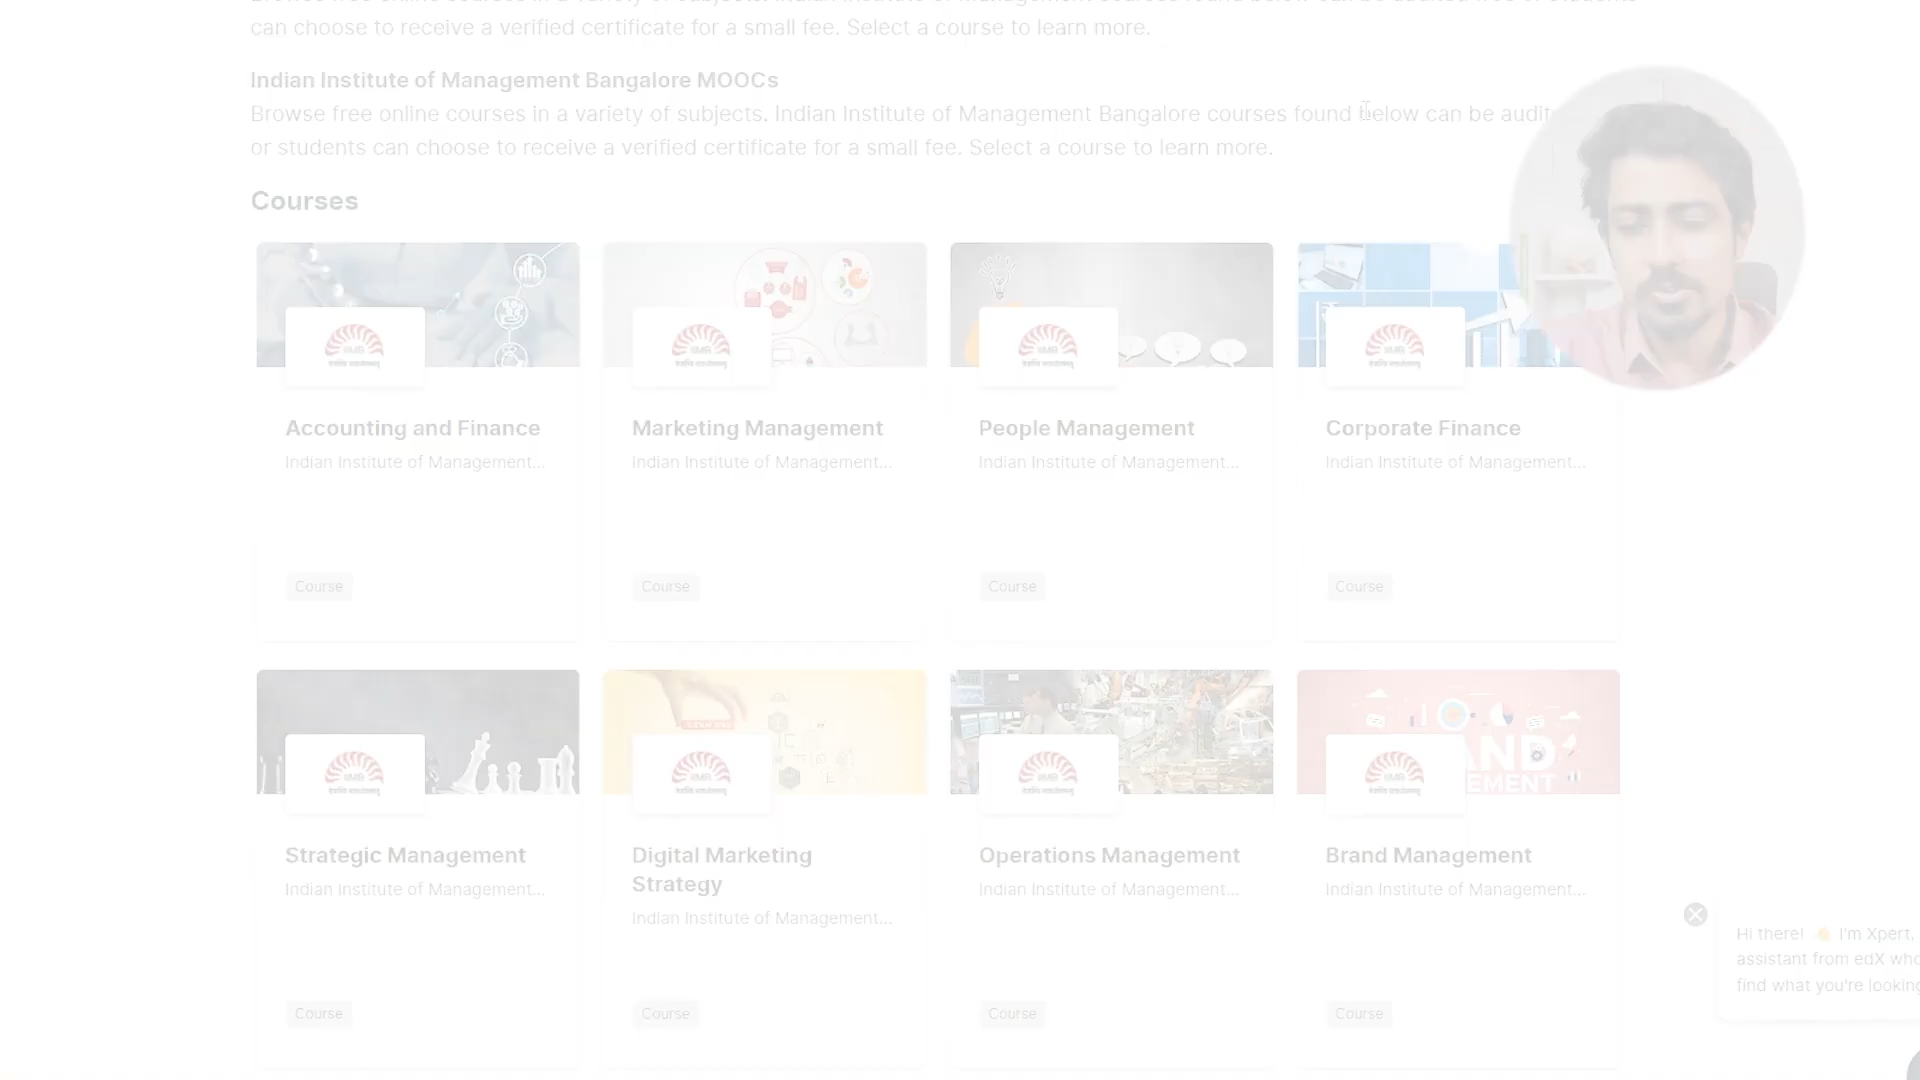 can choose to receive a verified certificate for a small fee. Select a course to learn more.
Indian Institute of Management Bangalore MOOCs
Browse free online courses in a variety of subjects. Indian Institute of Management Bangalore courses found below can be audit
or students can choose to receive a verified certificate for a small fee. Select a course to learn more.
Courses
Accounting and Finance
Indian Institute of Management...
Course
Marketing Management
Indian Institute of Management...
Course
People Management
Indian Institute of Management...
Course
Corporate Finance
Indian Institute of Management...
Course
Strategic Management
Indian Institute of Management...
Course
Digital Marketing
Strategy
Indian Institute of Management...
Course
Operations Management
Indian Institute of Management...
Course
AND
EMENT
Brand Management
Indian Institute of Management...
Course
Hi there! 👋 I'm Xpert,
assistant from edX who
find what you're looking